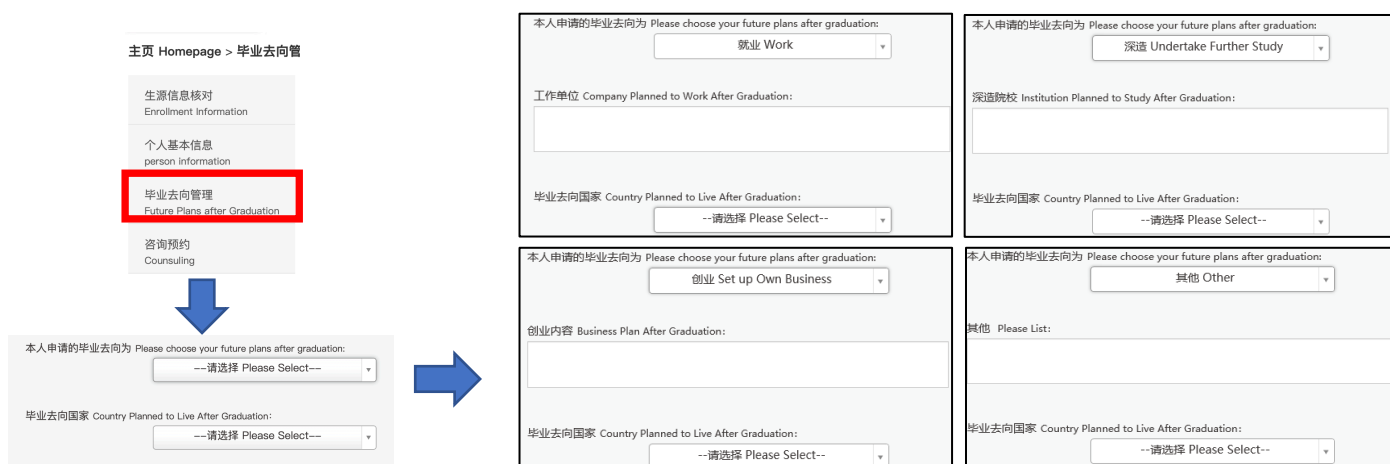 主页 Homepage > 毕业去向管
生源信息核对
Enrollment Information
个人基本信息
person information
毕业去向管理
Future Plans after Graduation
咨询预约
Counsuling
本人申请的毕业去向为 Please choose your future plans after graduation:
--请选择 Please Select--
毕业去向国家 Country Planned to Live After Graduation:
--请选择 Please Select--
本人申请的毕业去向为 Please choose your future plans after graduation:
就业 Work
工作单位 Company Planned to Work After Graduation:
毕业去向国家 Country Planned to Live After Graduation:
--请选择 Please Select--
本人申请的毕业去向为 Please choose your future plans after graduation:
深造 Undertake Further Study
深造院校 Institution Planned to Study After Graduation:
毕业去向国家 Country Planned to Live After Graduation:
--请选择 Please Select--
本人申请的毕业去向为 Please choose your future plans after graduation:
创业 Set up Own Business
创业内容 Business Plan After Graduation:
毕业去向国家 Country Planned to Live After Graduation:
--请选择 Please Select--
本人申请的毕业去向为 Please choose your future plans after graduation:
其他 Other
其他 Please List:
毕业去向国家 Country Planned to Live After Graduation:
--请选择 Please Select--